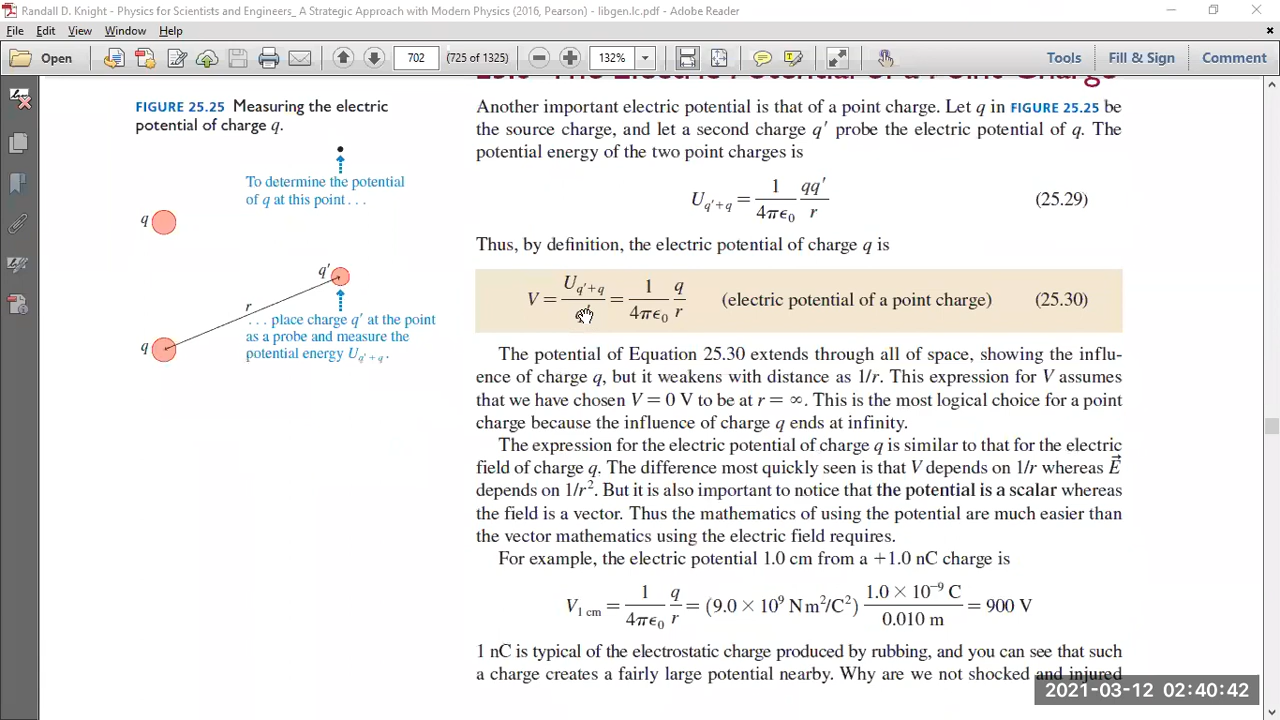 Randall D. Knight - Physics for Scientists and Engineers_ A Strategic Approach with Modern Physics (2016, Pearson) - libgen.lc.pdf - Adobe Reader
File Edit View Window Help
Open 702 (725 of 1325) 132% Tools Fill & Sign Comment
FIGURE 25.25 Measuring the electric
potential of charge q.
To determine the potential
of q at this point . . .
q
q′
r
. . . place charge q′ at the point
as a probe and measure the
potential energy U_{q′+q}.
q
The Electric Potential of a Point Charge
Another important electric potential is that of a point charge. Let q in FIGURE 25.25 be
the source charge, and let a second charge q′ probe the electric potential of q. The
potential energy of the two point charges is
U_{q′+q} = 1/4πϵ₀ qq′/r (25.29)
Thus, by definition, the electric potential of charge q is
V = U_{q′+q}/q′ = 1/4πϵ₀ q/r (electric potential of a point charge) (25.30)
The potential of Equation 25.30 extends through all of space, showing the influ-
ence of charge q, but it weakens with distance as 1/r. This expression for V assumes
that we have chosen V = 0 V to be at r = ∞. This is the most logical choice for a point
charge because the influence of charge q ends at infinity.
The expression for the electric potential of charge q is similar to that for the electric
field of charge q. The difference most quickly seen is that V depends on 1/r whereas E⃗
depends on 1/r². But it is also important to notice that the potential is a scalar whereas
the field is a vector. Thus the mathematics of using the potential are much easier than
the vector mathematics using the electric field requires.
For example, the electric potential 1.0 cm from a +1.0 nC charge is
V_{1 cm} = 1/4πϵ₀ q/r = (9.0 × 10⁹ N m²/C²) 1.0 × 10⁻⁹ C/0.010 m = 900 V
1 nC is typical of the electrostatic charge produced by rubbing, and you can see that such
a charge creates a fairly large potential nearby. Why are we not shocked and injured
2021-03-12 02:40:42